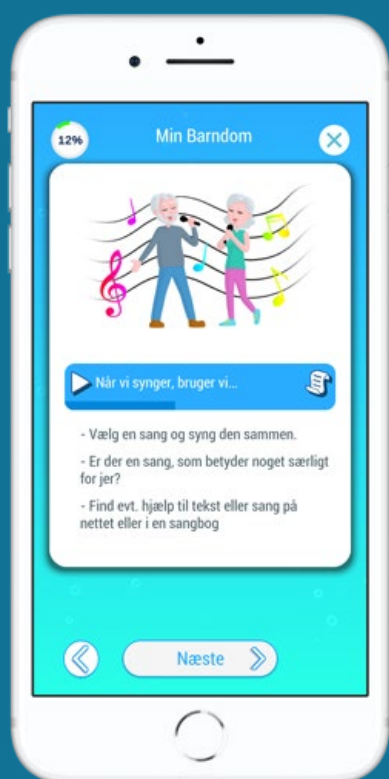 12%
Min Barndom
Når vi synger, bruger vi...
- Vælg en sang og syng den sammen.
- Er der en sang, som betyder noget særligt
for jer?
- Find evt. hjælp til tekst eller sang på
nettet eller i en sangbog
Næste